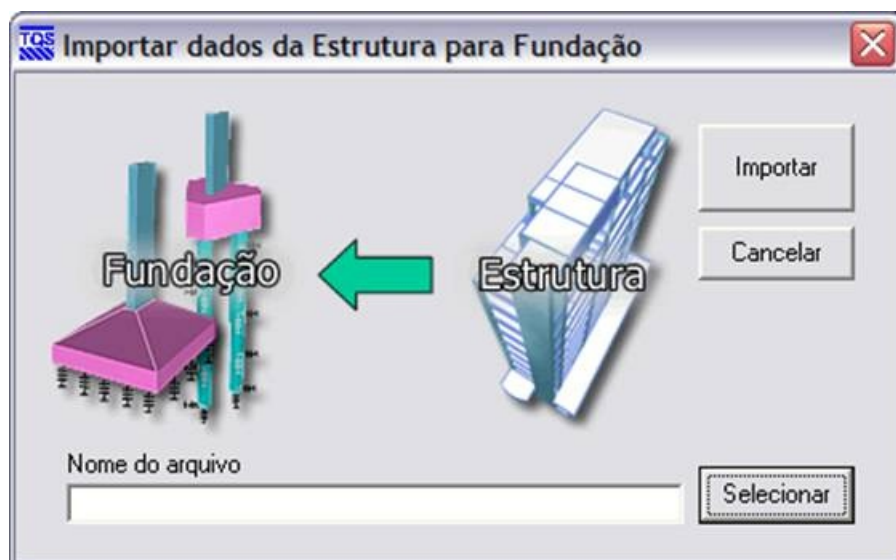 TQS Importar dados da Estrutura para Fundação
Importar
Cancelar
Fundação
Estrutura
Nome do arquivo
Selecionar